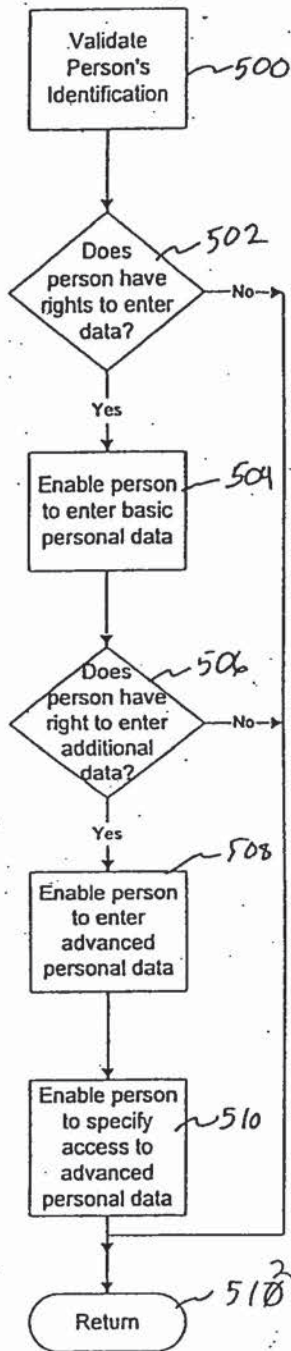 Validate
Person's
Identification
500
Does
person have
rights to enter
data?
502
No
Yes
Enable person
to enter basic
personal data
504
Does
person have
right to enter
additional
data?
506
No
Yes
Enable person
to enter
advanced
personal data
508
Enable person
to specify
access to
advanced
personal data
510
Return
512